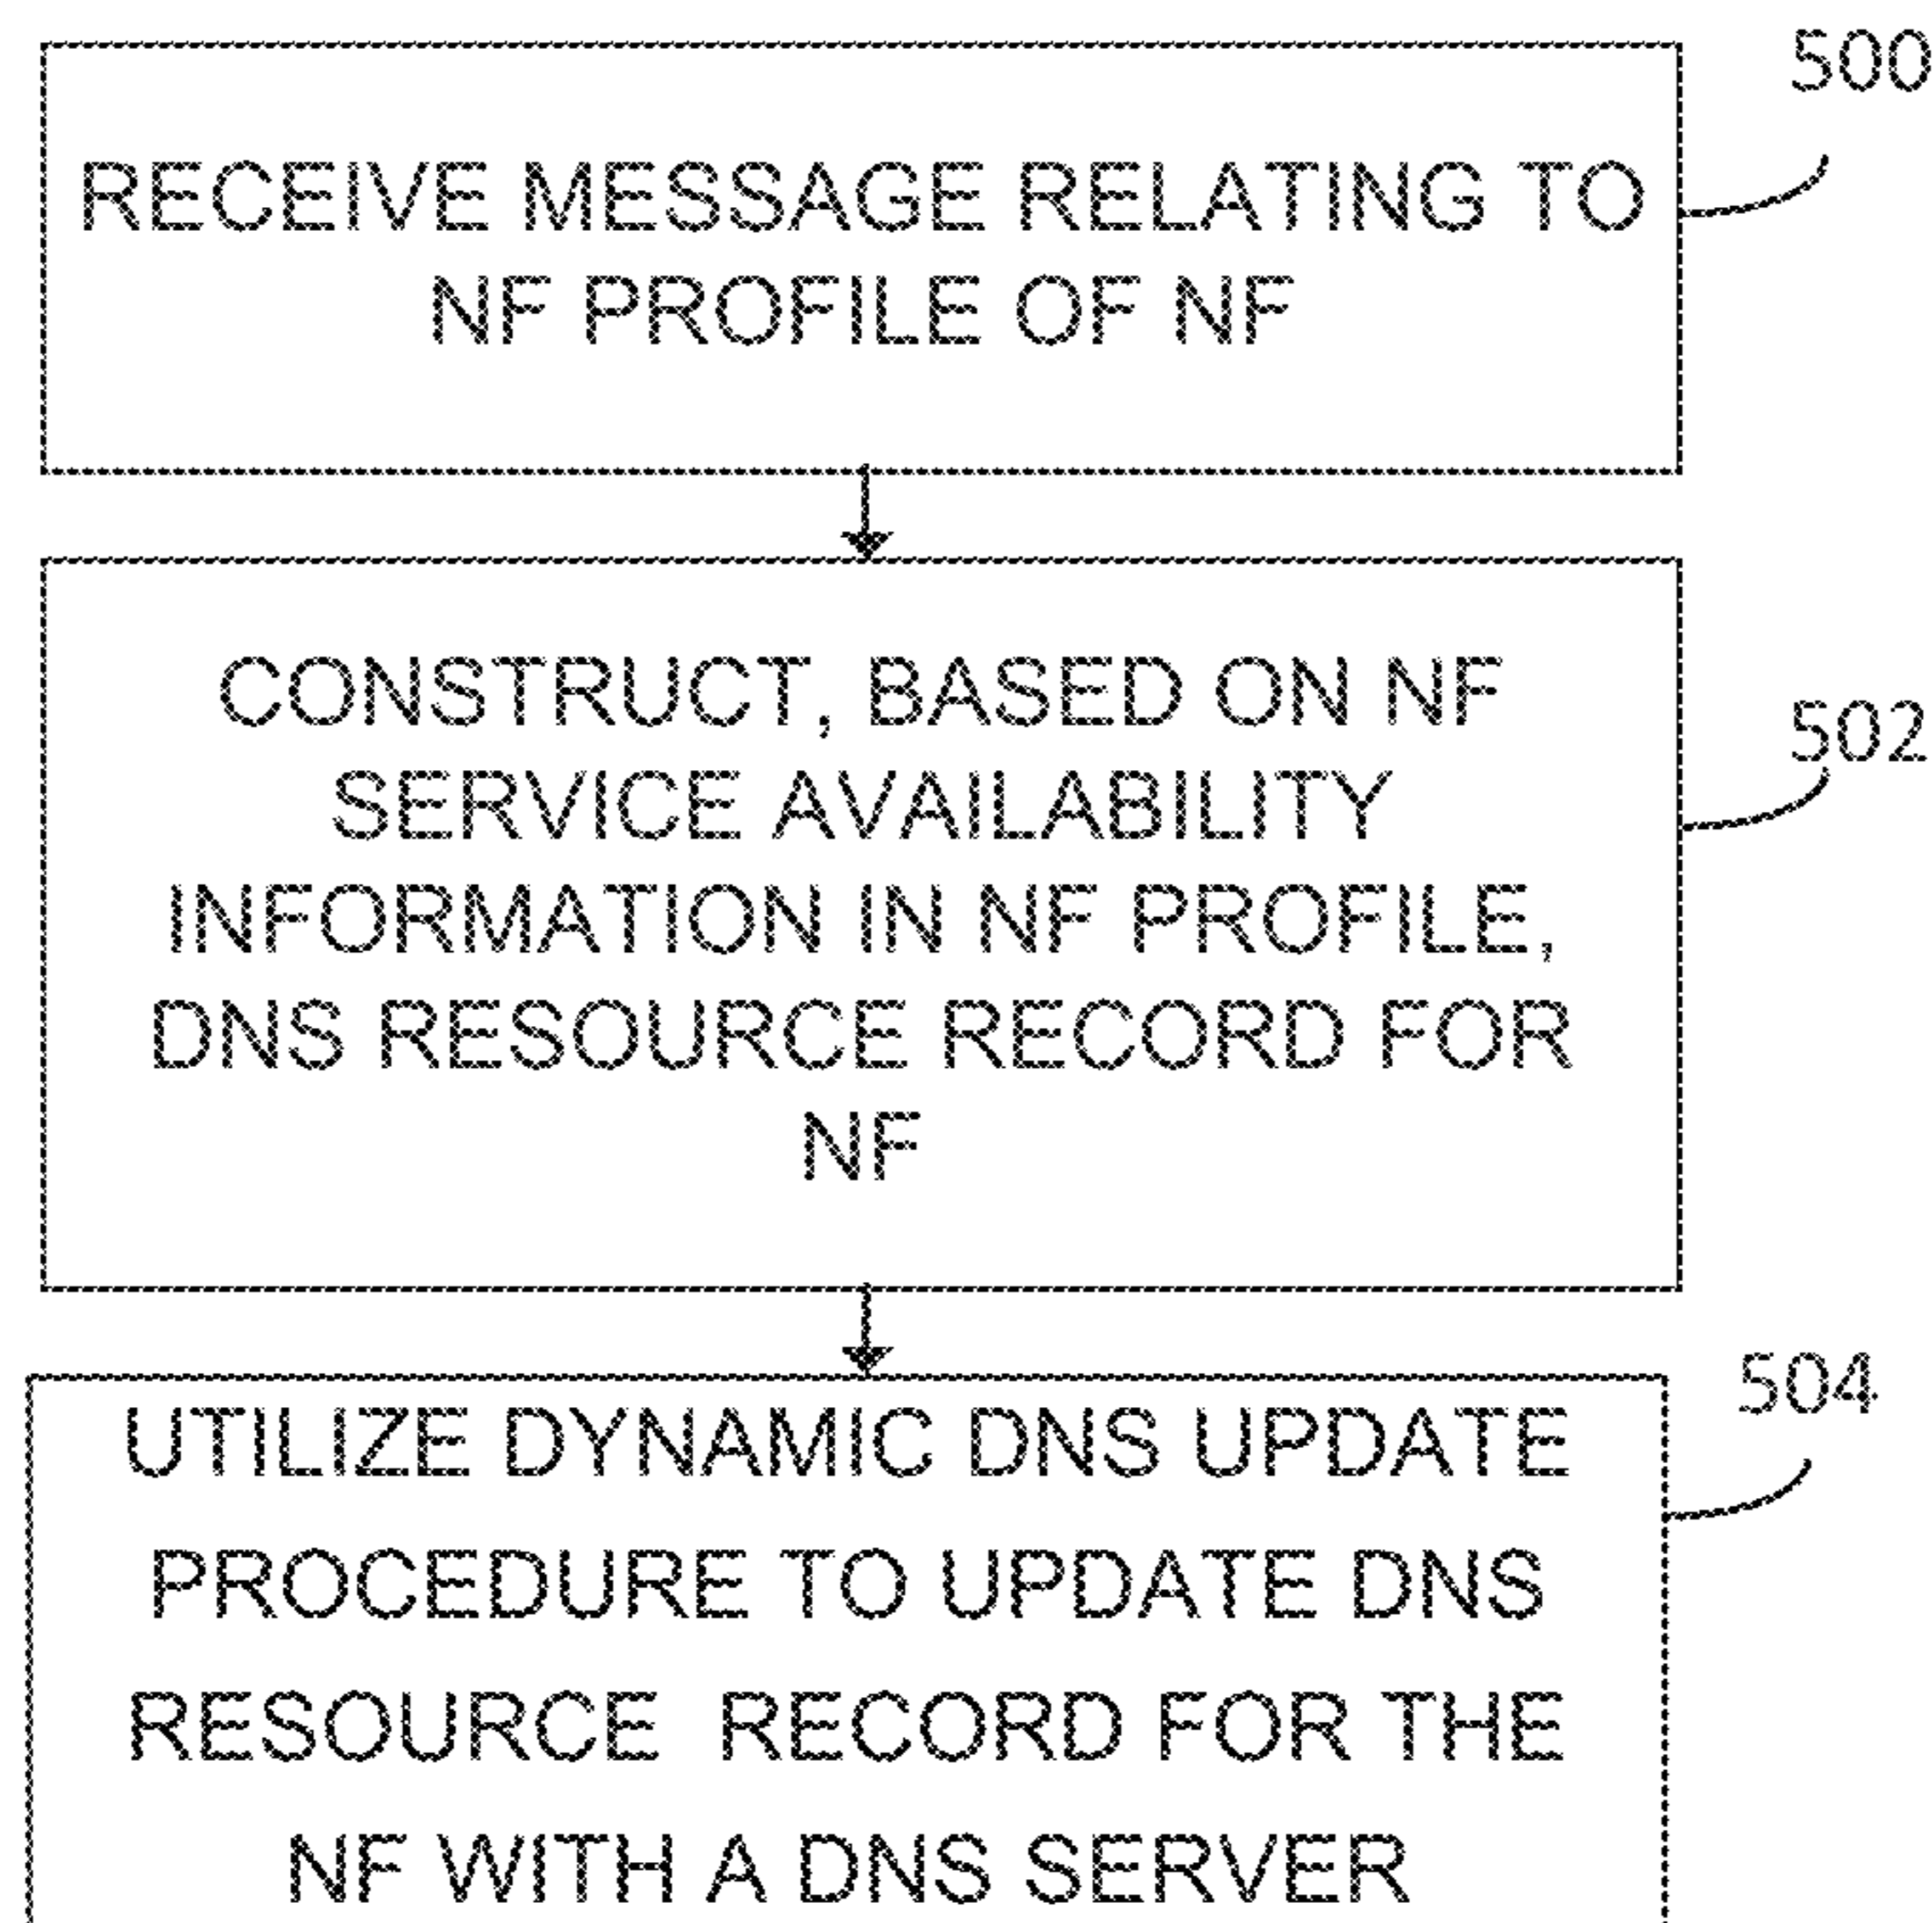 500
RECEIVE MESSAGE RELATING TO
NF PROFILE OF NF
CONSTRUCT, BASED ON NF
502
SERVICE AVAILABILITY
INFORMATION IN NF PROFILE,
DNS RESOURCE RECORD FOR
NF
504
UTILIZE DYNAMIC DNS UPDATE
PROCEDURE TO UPDATE DNS
RESOURCE RECORD FOR THE
NF WITH A DNS SERVER